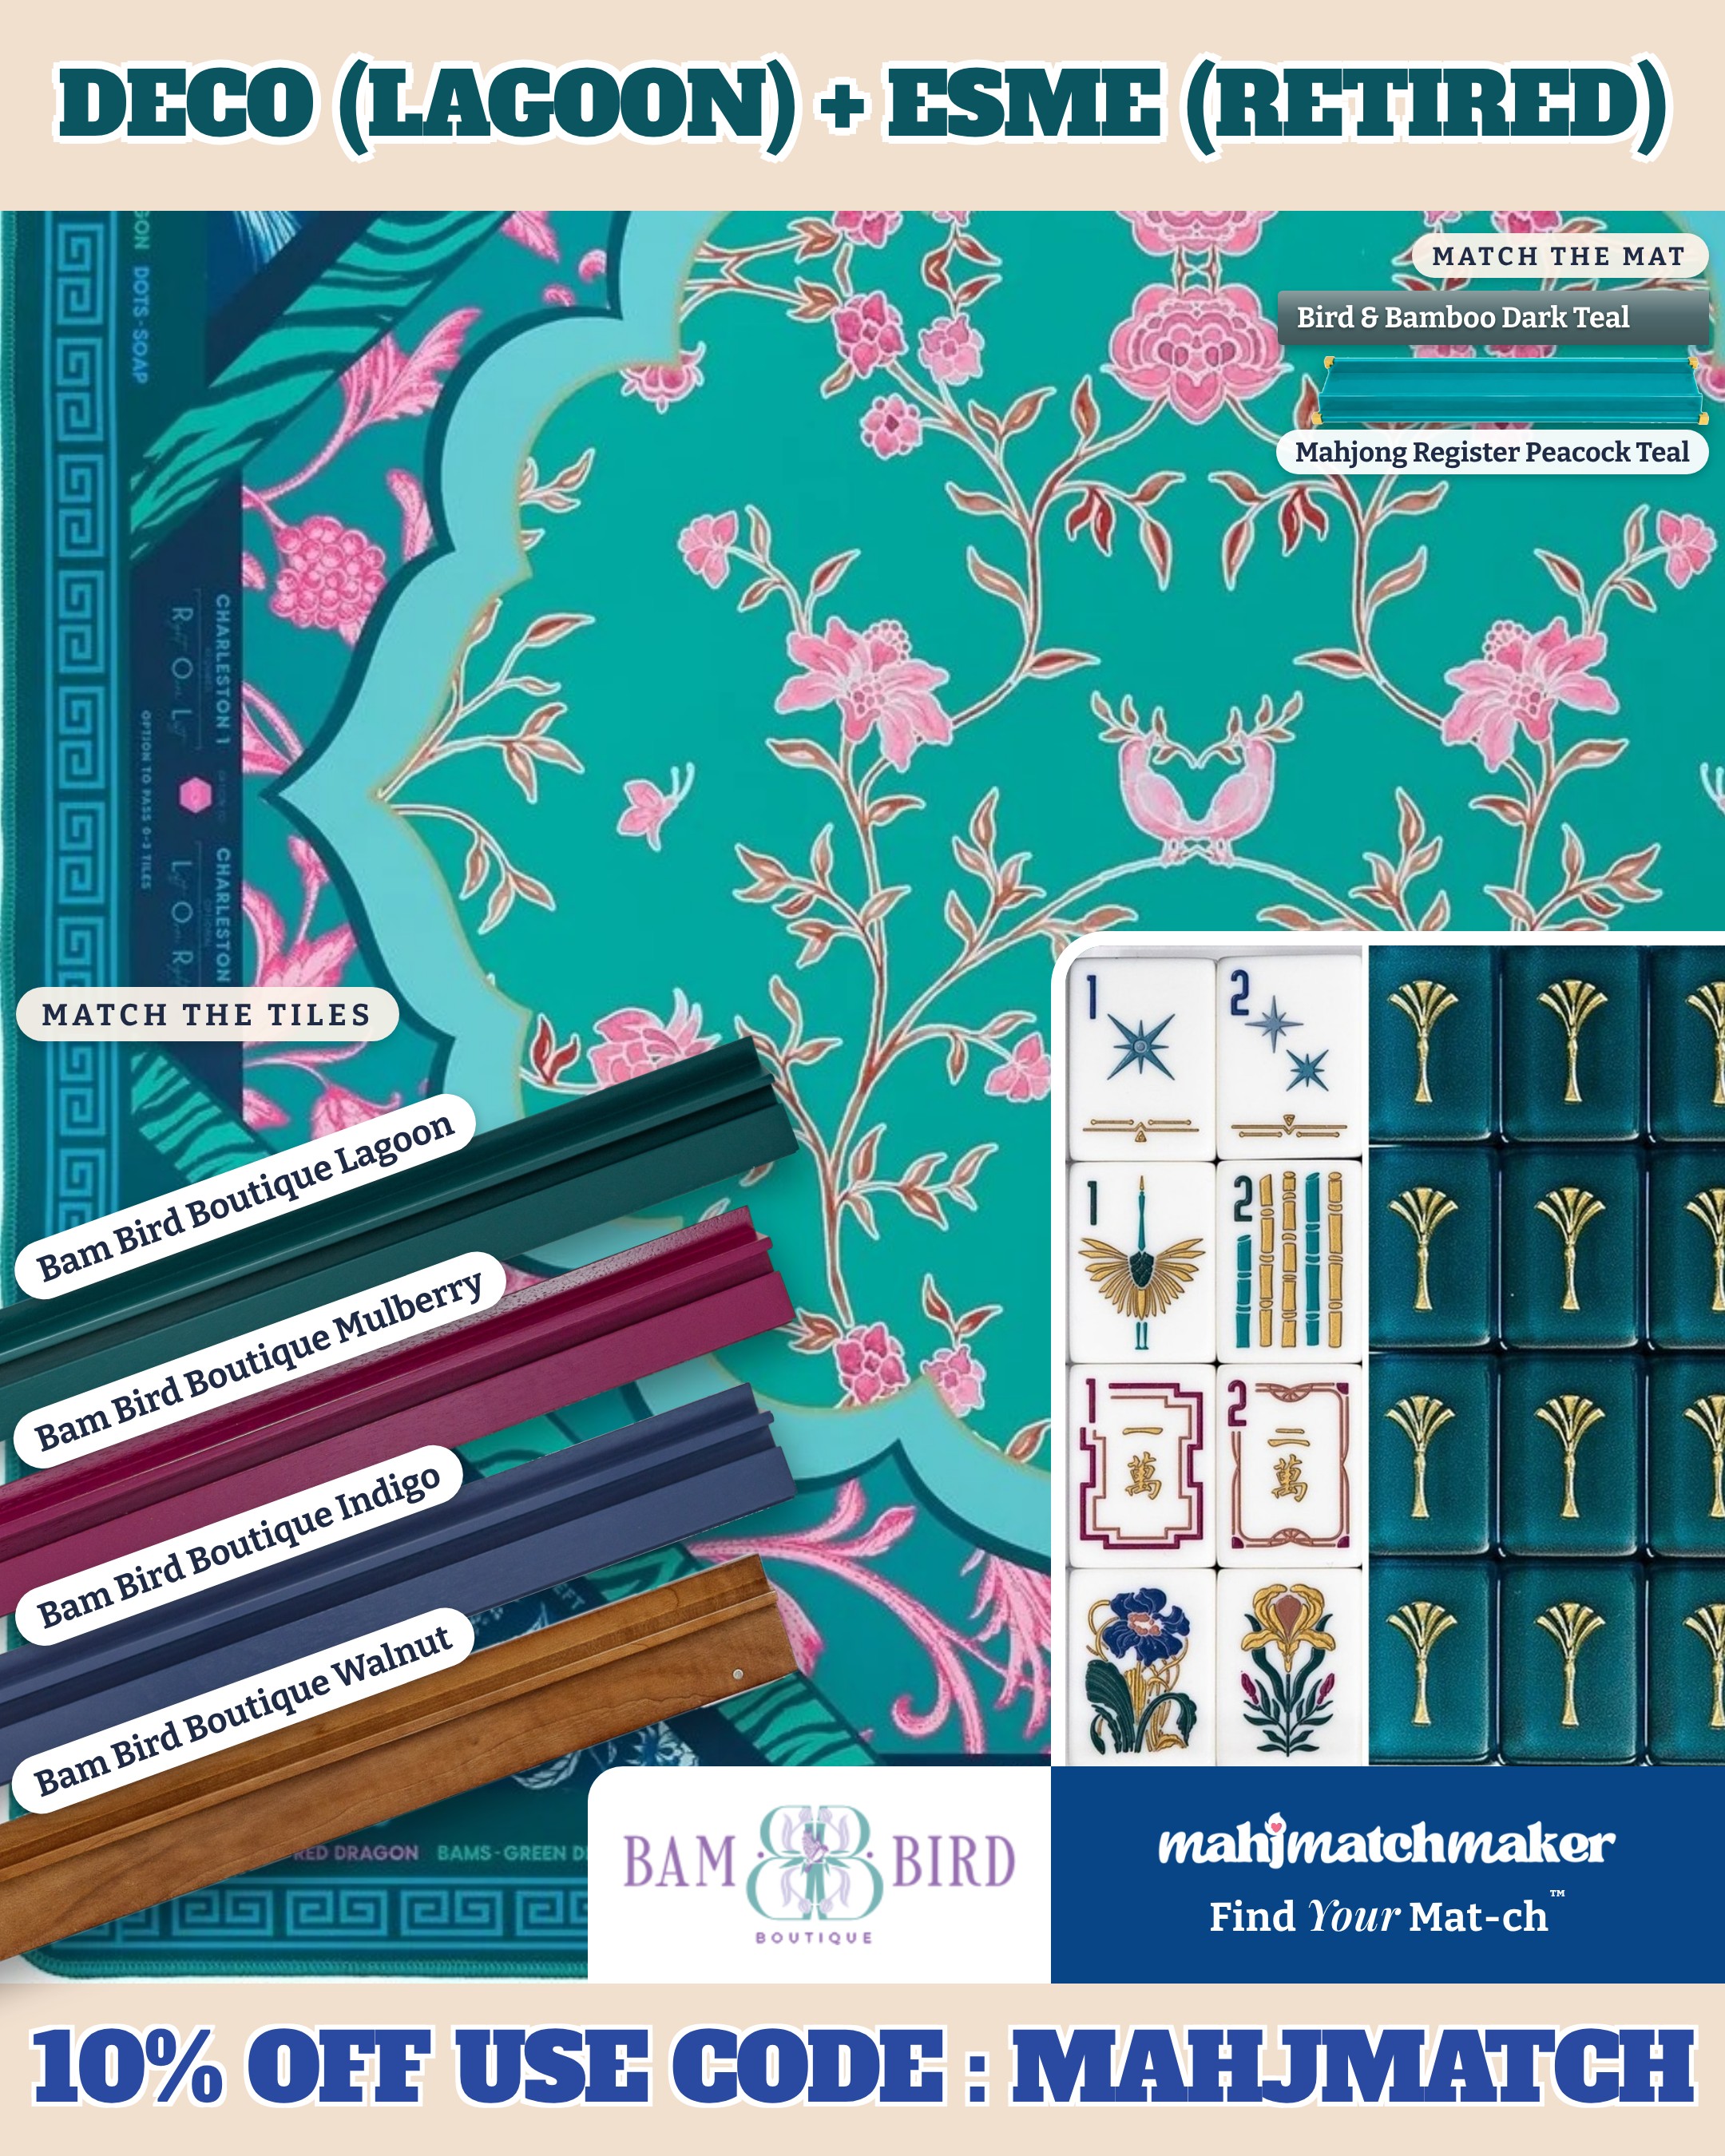 DECO (LAGOON) + ESME (RETIRED)
MATCH THE MAT
Bird & Bamboo Dark Teal
Mahjong Register Peacock Teal
DOTS - SOAP
CHARLESTON 1
Right Over Left
OPTION TO PASS 0-3 TILES
CHARLESTON
MATCH THE TILES
Bam Bird Boutique Lagoon
Bam Bird Boutique Mulberry
Bam Bird Boutique Indigo
Bam Bird Boutique Walnut
1
2
1
2
1
一
萬
2
二
萬
RED DRAGON
BAMS - GREEN
BAM BIRD
BOUTIQUE
mahjmatchmaker
Find Your Mat-ch™
10% OFF USE CODE : MAHJMATCH